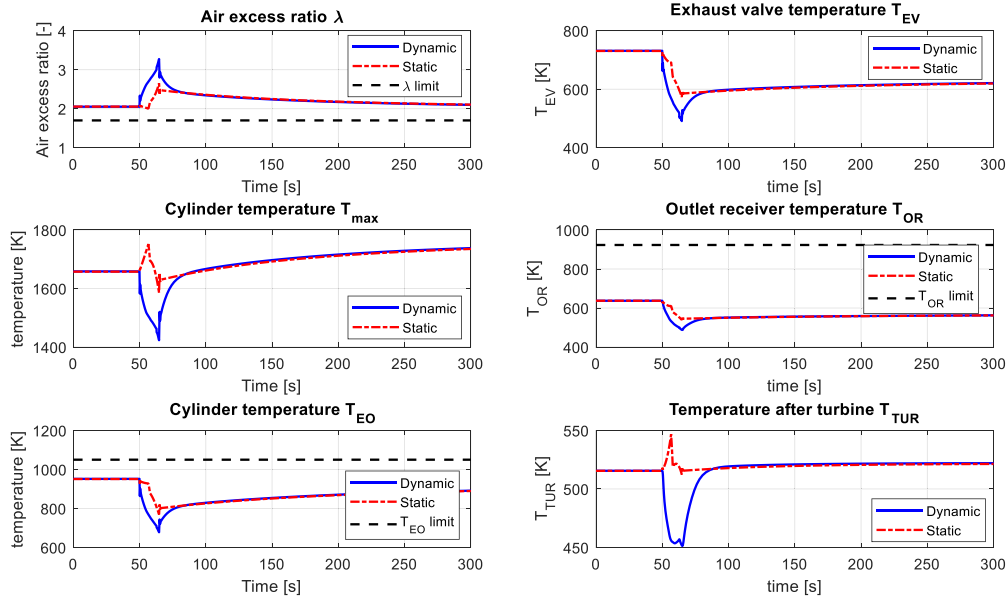 Air excess ratio λ
Air excess ratio [-]
4
3
2
1
0 50 100 150 200 250 300
Time [s]
Dynamic
Static
λ limit
Exhaust valve temperature T_EV
T_EV [K]
800
600
400
0 50 100 150 200 250 300
time [s]
Dynamic
Static
Cylinder temperature T_max
temperature [K]
1800
1600
1400
0 50 100 150 200 250 300
Time [s]
Dynamic
Static
Outlet receiver temperature T_OR
T_OR [K]
1000
800
600
400
0 50 100 150 200 250 300
time [s]
Dynamic
Static
T_OR limit
Cylinder temperature T_EO
temperature [K]
1200
1000
800
600
0 50 100 150 200 250 300
Time [s]
Dynamic
Static
T_EO limit
Temperature after turbine T_TUR
T_TUR [K]
550
500
450
0 50 100 150 200 250 300
time [s]
Dynamic
Static